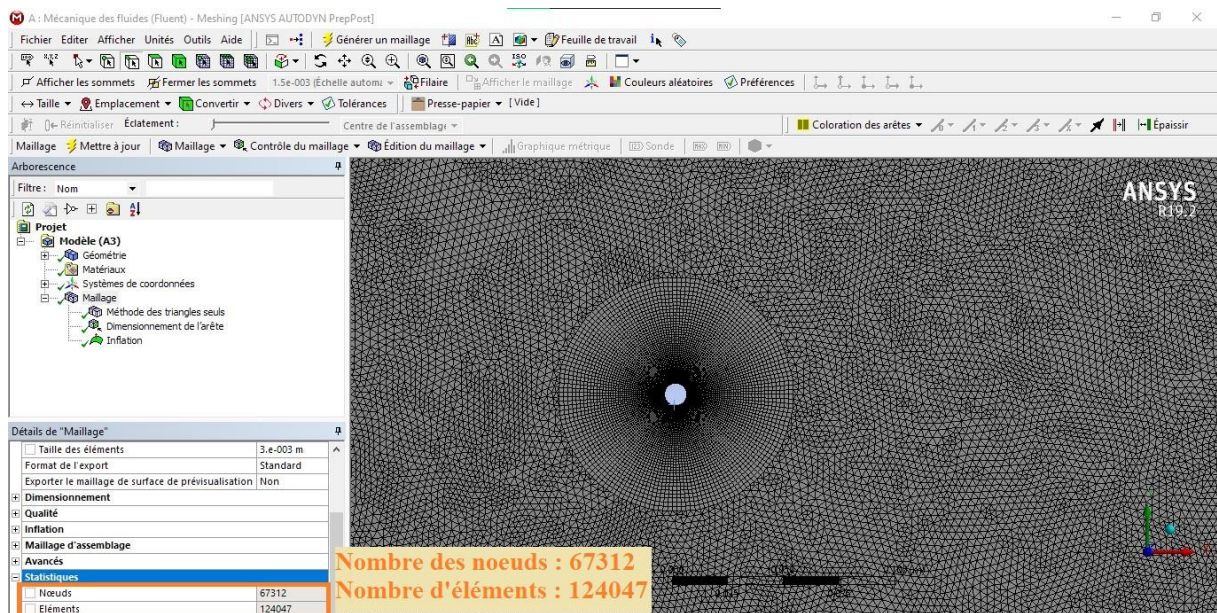 A : Mécanique des fluides (Fluent) - Meshing [ANSYS AUTODYN PrepPost]
Fichier Editer Afficher Unités Outils Aide Générer un maillage A Feuille de travail
Afficher les sommets Fermer les sommets 1.5e-003 (Échelle automa Filaire Afficher le maillage Couleurs aléatoires Préférences
Taille Emplacement Convertir Divers Tolérances Presse-papier [Vide]
Réinitialiser Éclatement : Centre de l'assemblage Coloration des arêtes Épaissir
Maillage Mettre à jour Maillage Contrôle du maillage Édition du maillage Graphique métrique Sonde
Arborescence
Filtre : Nom
Projet
Modèle (A3)
Géométrie
Matériaux
Systèmes de coordonnées
Maillage
Méthode des triangles seuls
Dimensionnement de l'arête
Inflation
ANSYS
R19.2
Détails de "Maillage"
Taille des éléments 3.e-003 m
Format de l'export Standard
Exporter le maillage de surface de prévisualisation Non
Dimensionnement
Qualité
Inflation
Maillage d'assemblage
Avancés
Statistiques
Nœuds 67312
Eléments 124047
Nombre des noeuds : 67312
Nombre d'éléments : 124047